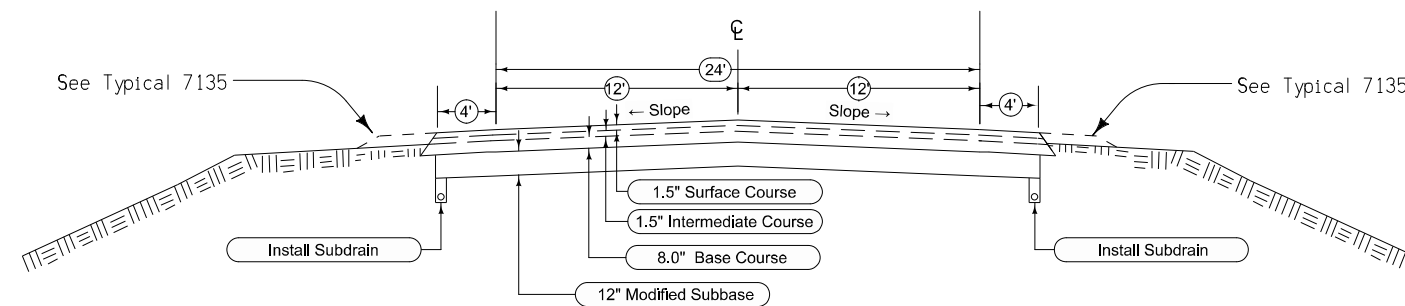 ℄
24'
See Typical 7135
See Typical 7135
12'
12'
4'
← Slope
Slope →
4'
1.5" Surface Course
1.5" Intermediate Course
Install Subdrain
8.0" Base Course
Install Subdrain
12" Modified Subbase